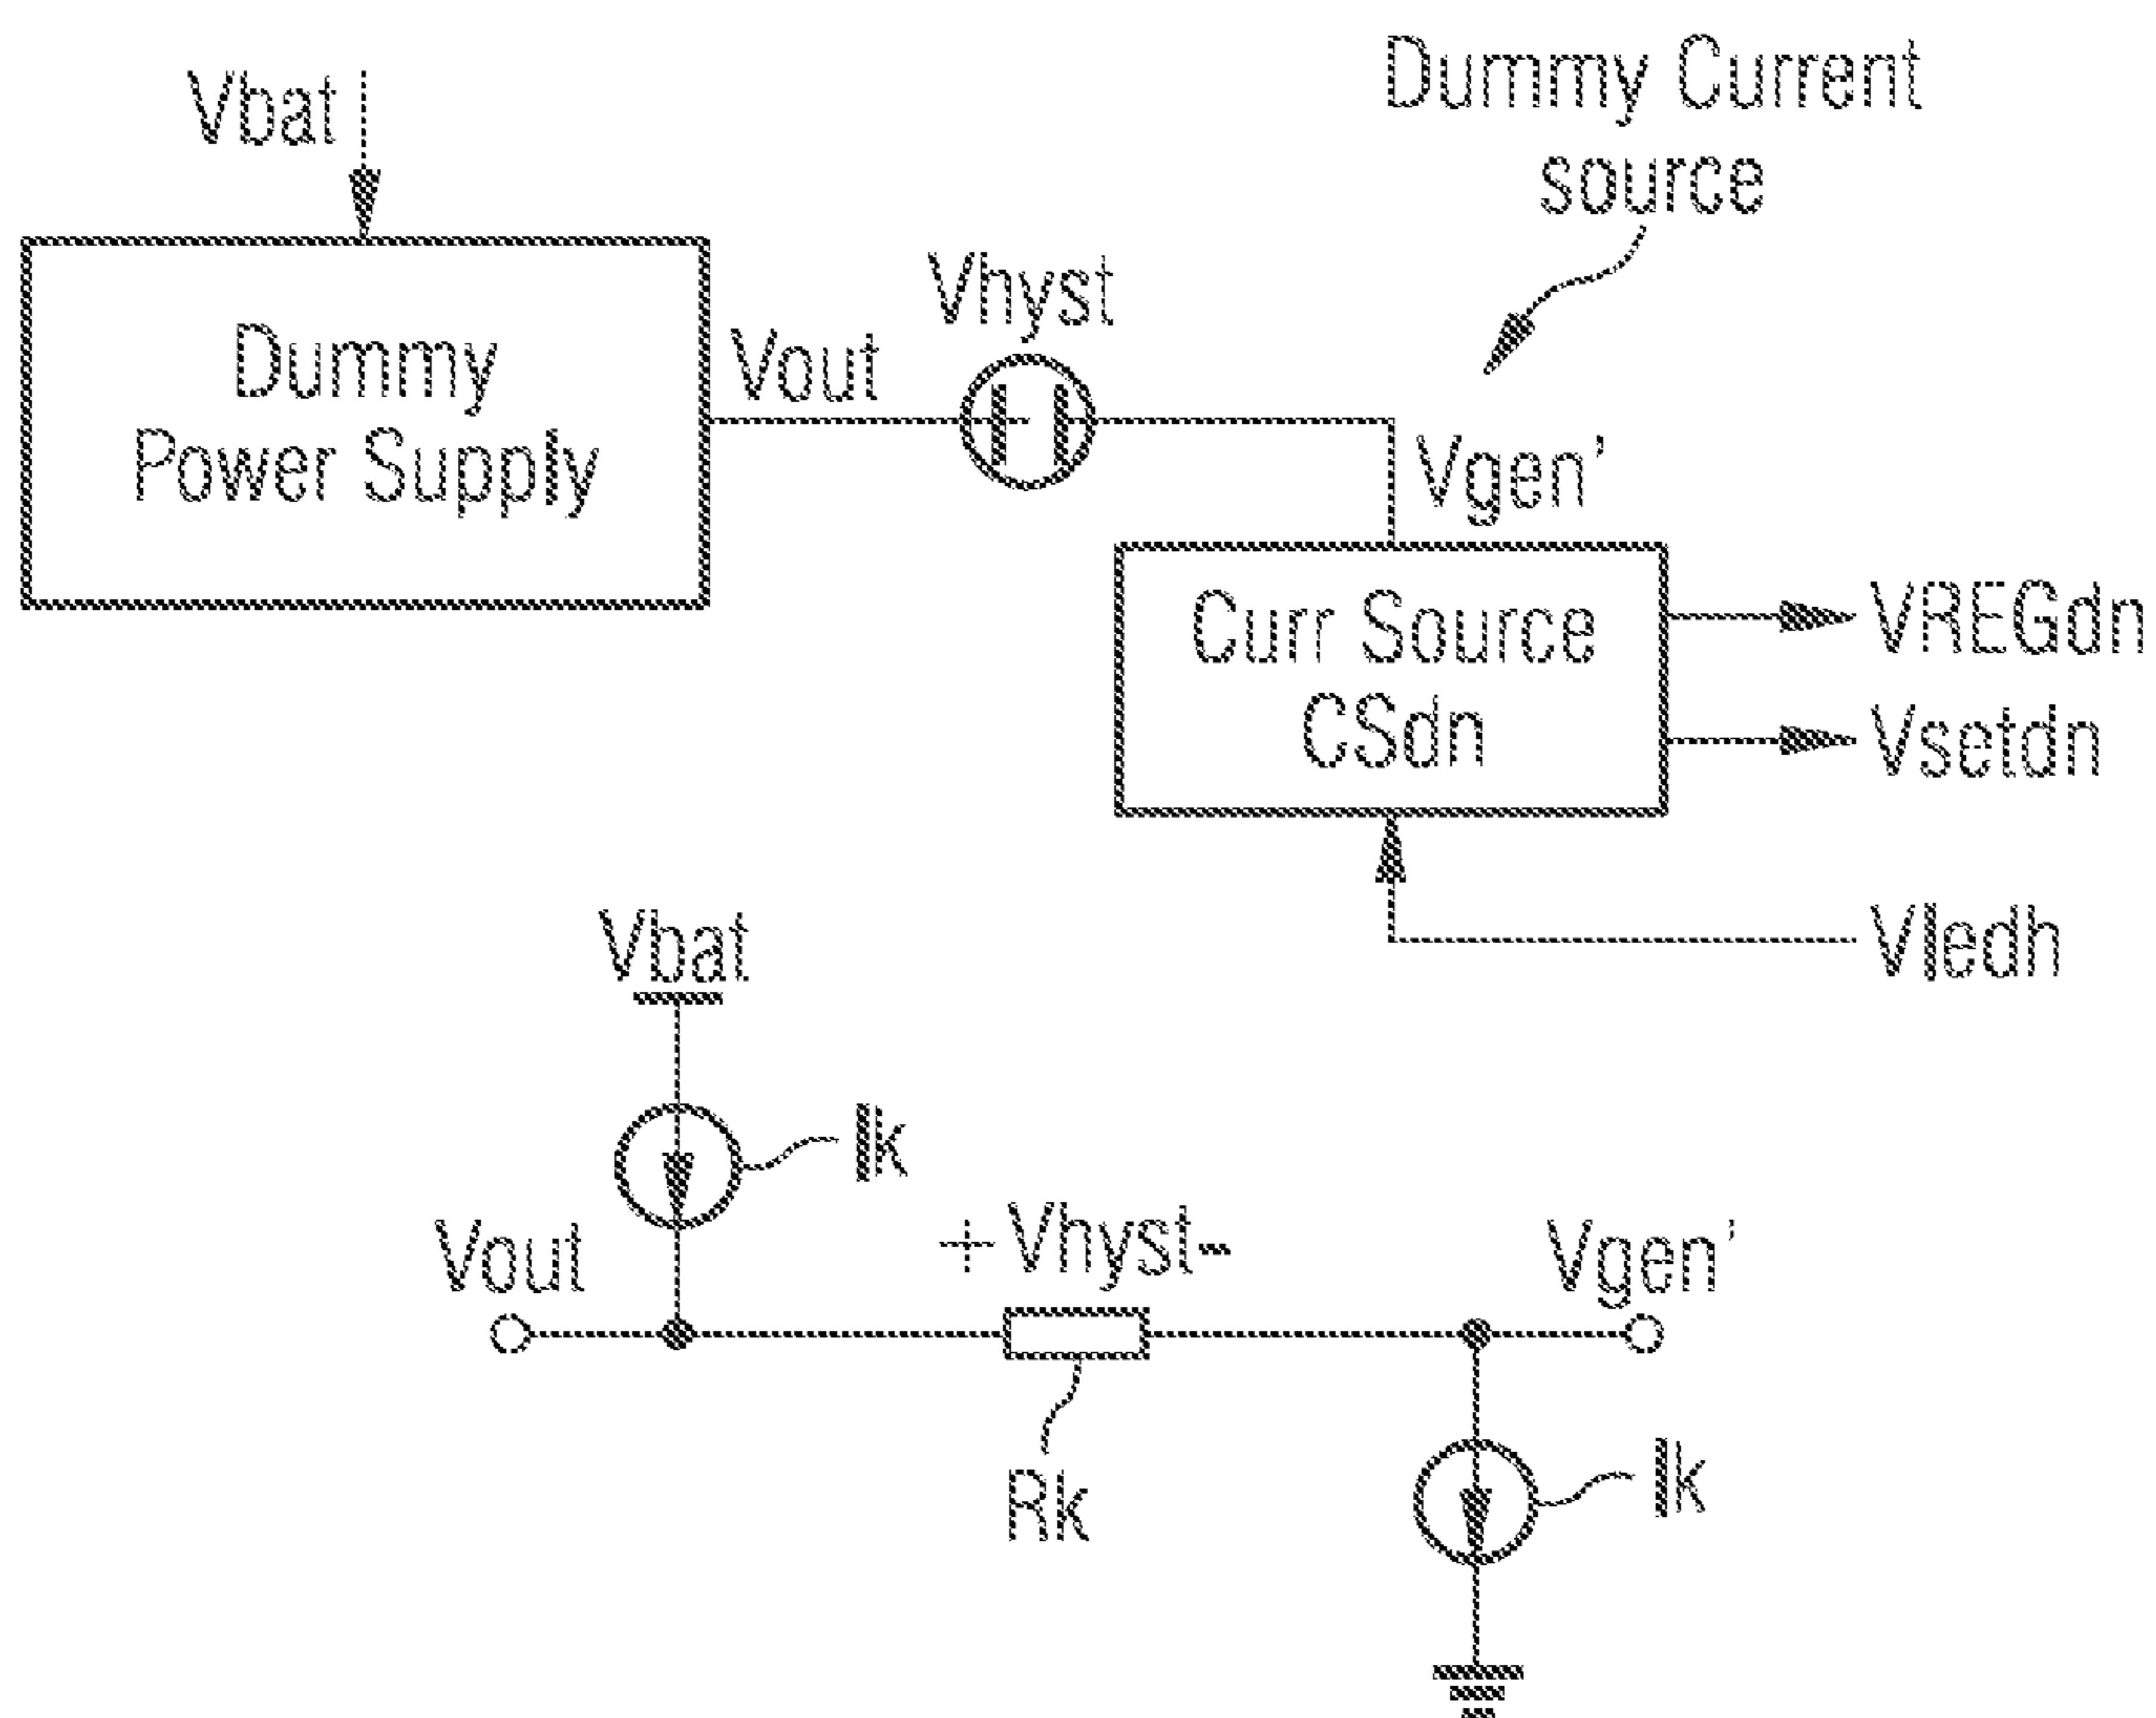 Dummy Current
source
Vbat
Vhyst
Vout
Dummy
Power Supply
Vgen'
Curr Source
CSdn
VREGdn
Vsetdn
Vledh
Vbat
Ik
Vout
+ Vhyst-
Vgen'
Rk
Ik